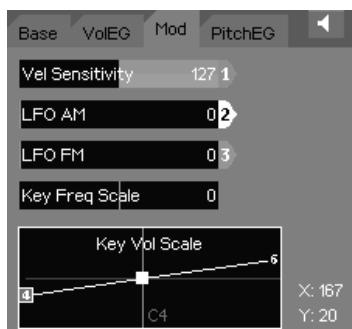 Base VolEG Mod PitchEG
Vel Sensitivity 127 1
LFO AM 0 2
LFO FM 0 3
Key Freq Scale 0
Key Vol Scale
6
4
C4
X: 167
Y: 20